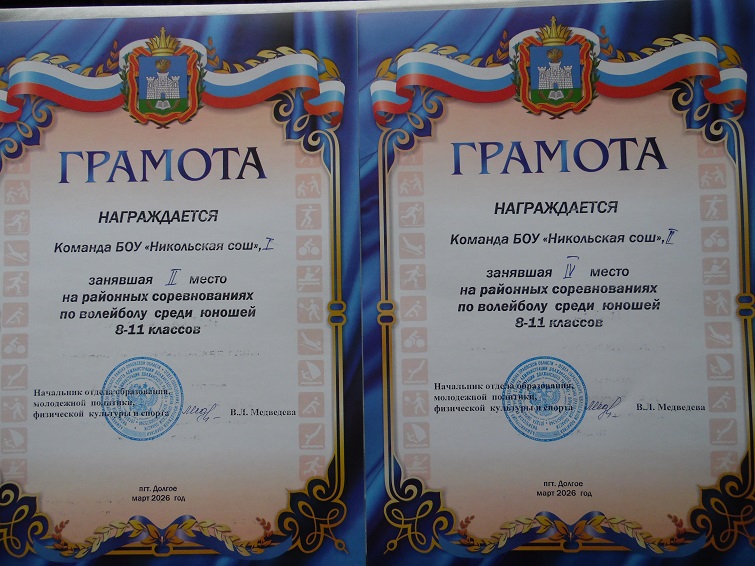 ГРАМОТА
НАГРАЖДАЕТСЯ
Команда БОУ «Никольская сош», I
занявшая II место
на районных соревнованиях
по волейболу среди юношей
8-11 классов
Начальник отдела образования,
молодежной политики,
физической культуры и спорта В.Л. Медведева
пгт. Долгое
март 2026 год
ГРАМОТА
НАГРАЖДАЕТСЯ
Команда БОУ «Никольская сош», II
занявшая IV место
на районных соревнованиях
по волейболу среди юношей
8-11 классов
Начальник отдела образования,
молодежной политики,
физической культуры и спорта В.Л. Медведева
пгт. Долгое
март 2026 год